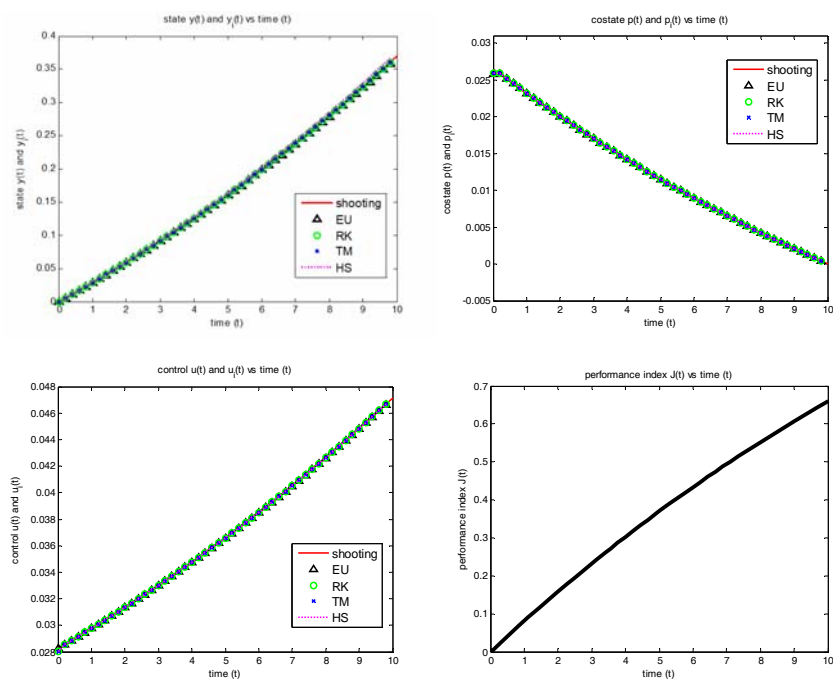 state y(t) and y_i(t) vs time (t)
state y(t) and y_i(t)
0.4
0.35
0.3
0.25
0.2
0.15
0.1
0.05
0
0 1 2 3 4 5 6 7 8 9 10
time (t)
shooting
EU
RK
TM
HS
costate p(t) and p_i(t) vs time (t)
costate p(t) and p_i(t)
0.03
0.025
0.02
0.015
0.01
0.005
0
-0.005
0 1 2 3 4 5 6 7 8 9 10
time (t)
shooting
EU
RK
TM
HS
control u(t) and u_i(t) vs time (t)
control u(t) and u_i(t)
0.048
0.046
0.044
0.042
0.04
0.038
0.036
0.034
0.032
0.03
0.028
0 1 2 3 4 5 6 7 8 9 10
time (t)
shooting
EU
RK
TM
HS
performance index J(t) vs time (t)
performance index J(t)
0.7
0.6
0.5
0.4
0.3
0.2
0.1
0
0 1 2 3 4 5 6 7 8 9 10
time (t)